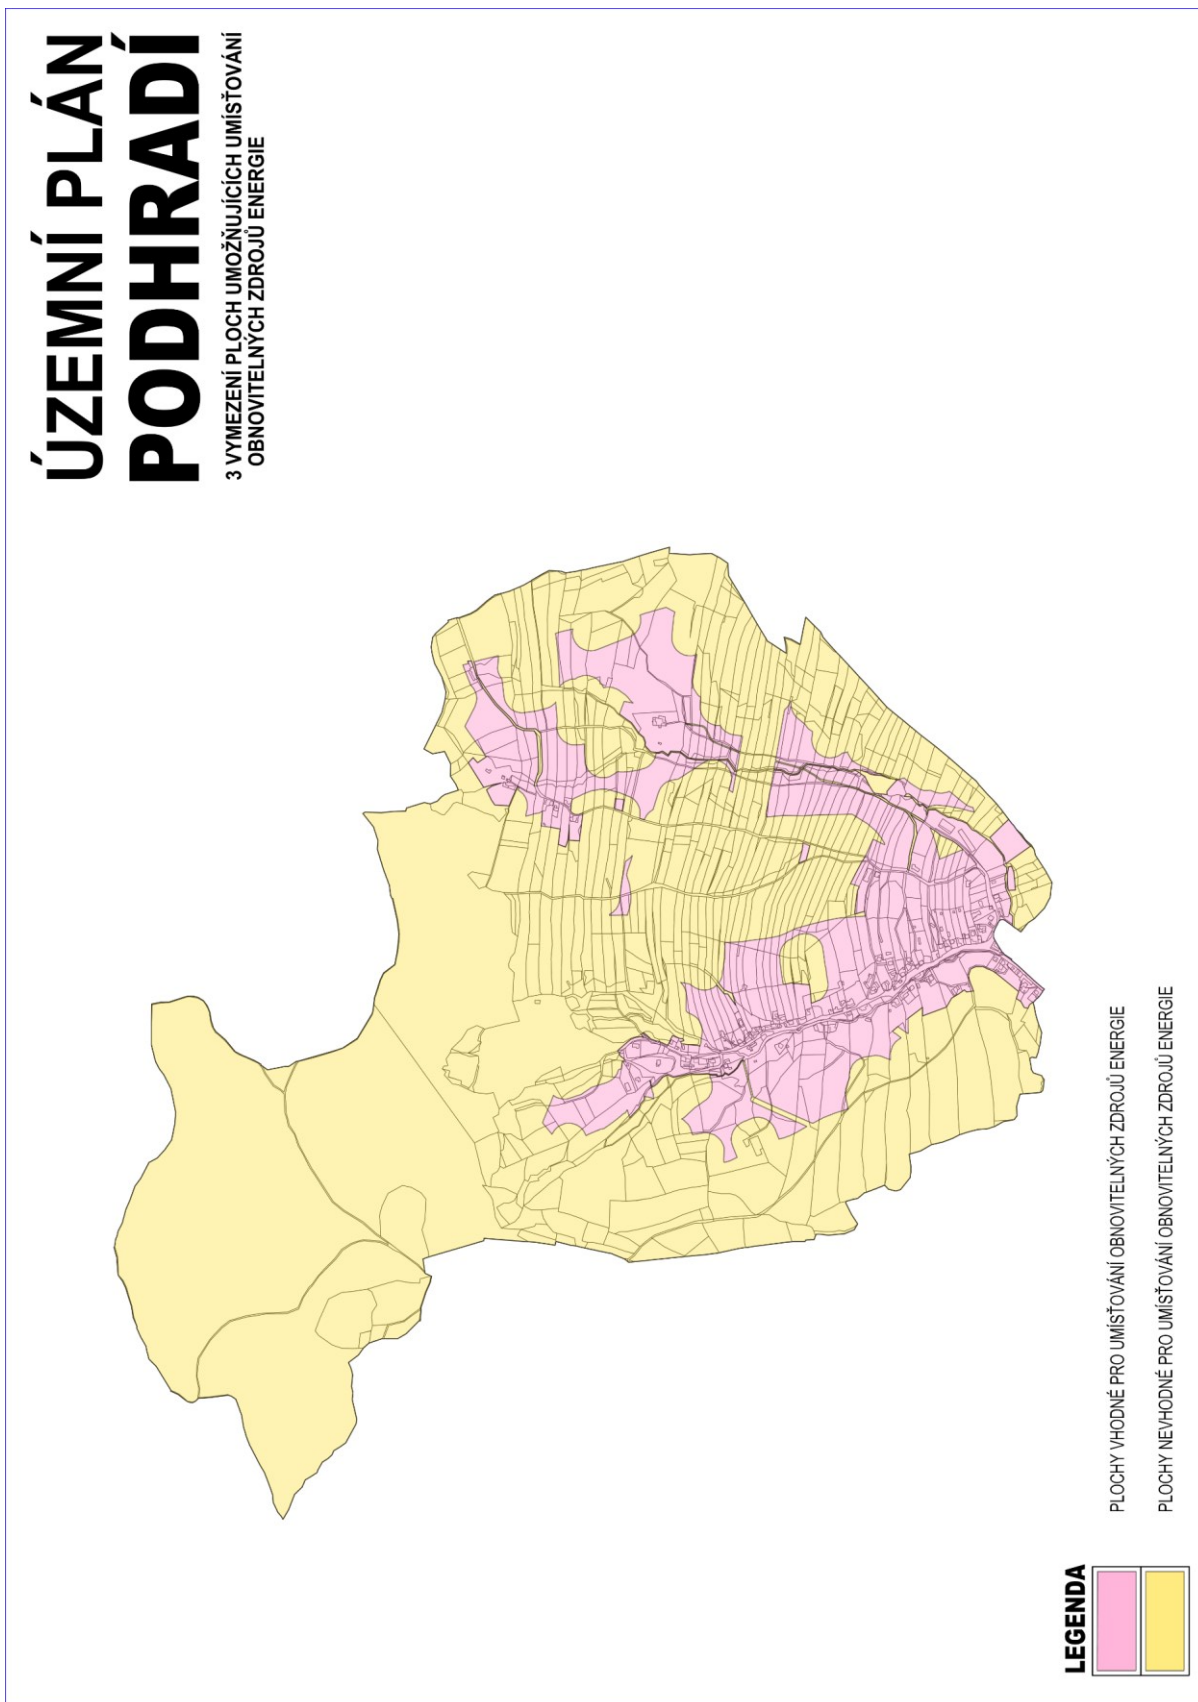 ÚZEMNÍ PLÁN
PODHRADÍ
3 VYMEZENÍ PLOCH UMOŽŇUJÍCÍCH UMÍSŤOVÁNÍ
OBNOVITELNÝCH ZDROJŮ ENERGIE
LEGENDA
PLOCHY VHODNÉ PRO UMÍSŤOVÁNÍ OBNOVITELNÝCH ZDROJŮ ENERGIE
PLOCHY NEVHODNÉ PRO UMÍSŤOVÁNÍ OBNOVITELNÝCH ZDROJŮ ENERGIE